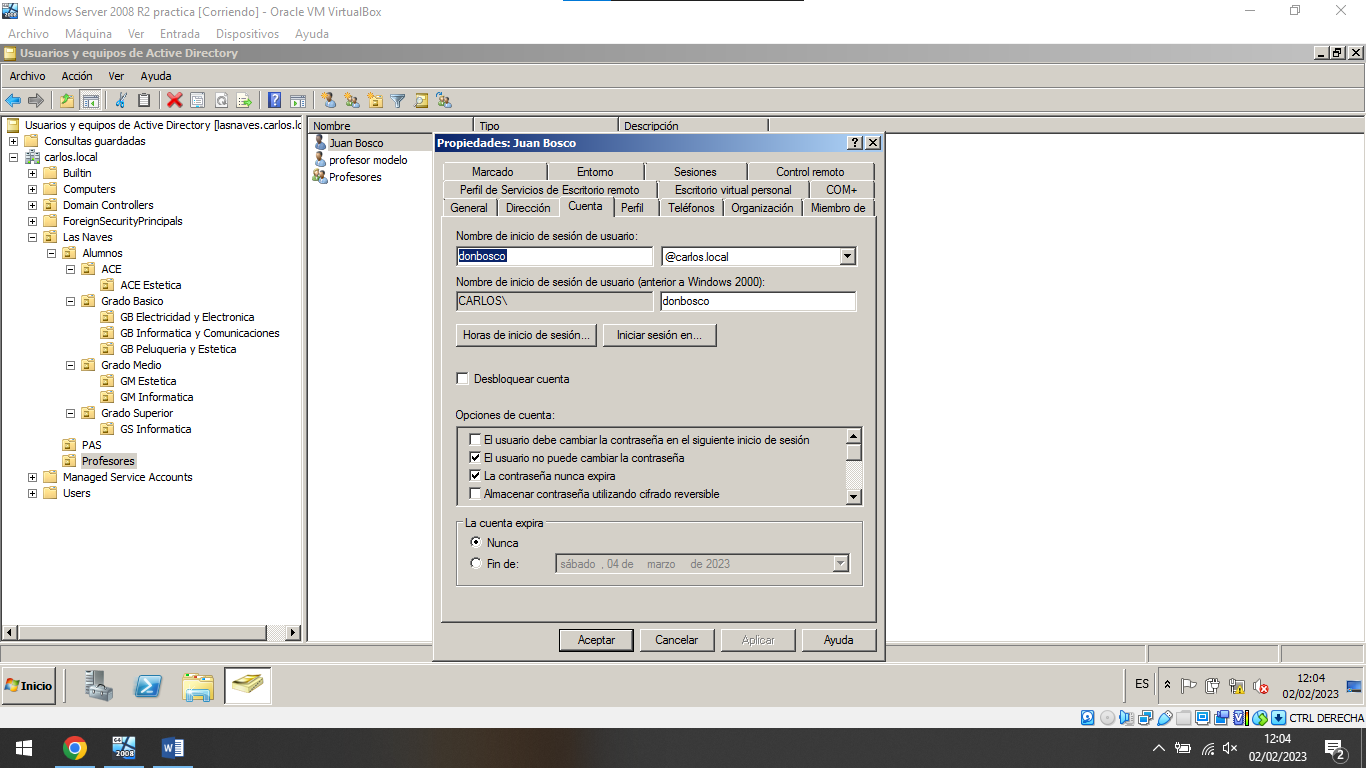 Windows Server 2008 R2 practica [Corriendo] - Oracle VM VirtualBox
Archivo Máquina Ver Entrada Dispositivos Ayuda
Usuarios y equipos de Active Directory
Archivo Acción Ver Ayuda
Usuarios y equipos de Active Directory [lasnaves.carlos.lo
Consultas guardadas
carlos.local
Builtin
Computers
Domain Controllers
ForeignSecurityPrincipals
Las Naves
Alumnos
ACE
ACE Estetica
Grado Basico
GB Electricidad y Electronica
GB Informatica y Comunicaciones
GB Peluqueria y Estetica
Grado Medio
GM Estetica
GM Informatica
Grado Superior
GS Informatica
PAS
Profesores
Managed Service Accounts
Users
Nombre Tipo Descripción
Juan Bosco
profesor modelo
Profesores
Propiedades: Juan Bosco
Marcado Entorno Sesiones Control remoto
Perfil de Servicios de Escritorio remoto Escritorio virtual personal COM+
General Dirección Cuenta Perfil Teléfonos Organización Miembro de
Nombre de inicio de sesión de usuario:
donbosco @carlos.local
Nombre de inicio de sesión de usuario (anterior a Windows 2000):
CARLOS\ donbosco
Horas de inicio de sesión... Iniciar sesión en...
Desbloquear cuenta
Opciones de cuenta:
El usuario debe cambiar la contraseña en el siguiente inicio de sesión
El usuario no puede cambiar la contraseña
La contraseña nunca expira
Almacenar contraseña utilizando cifrado reversible
La cuenta expira
Nunca
Fin de: sábado , 04 de marzo de 2023
Aceptar Cancelar Aplicar Ayuda
Inicio
ES
12:04
02/02/2023
CTRL DERECHA
64
2008
12:04
02/02/2023
2